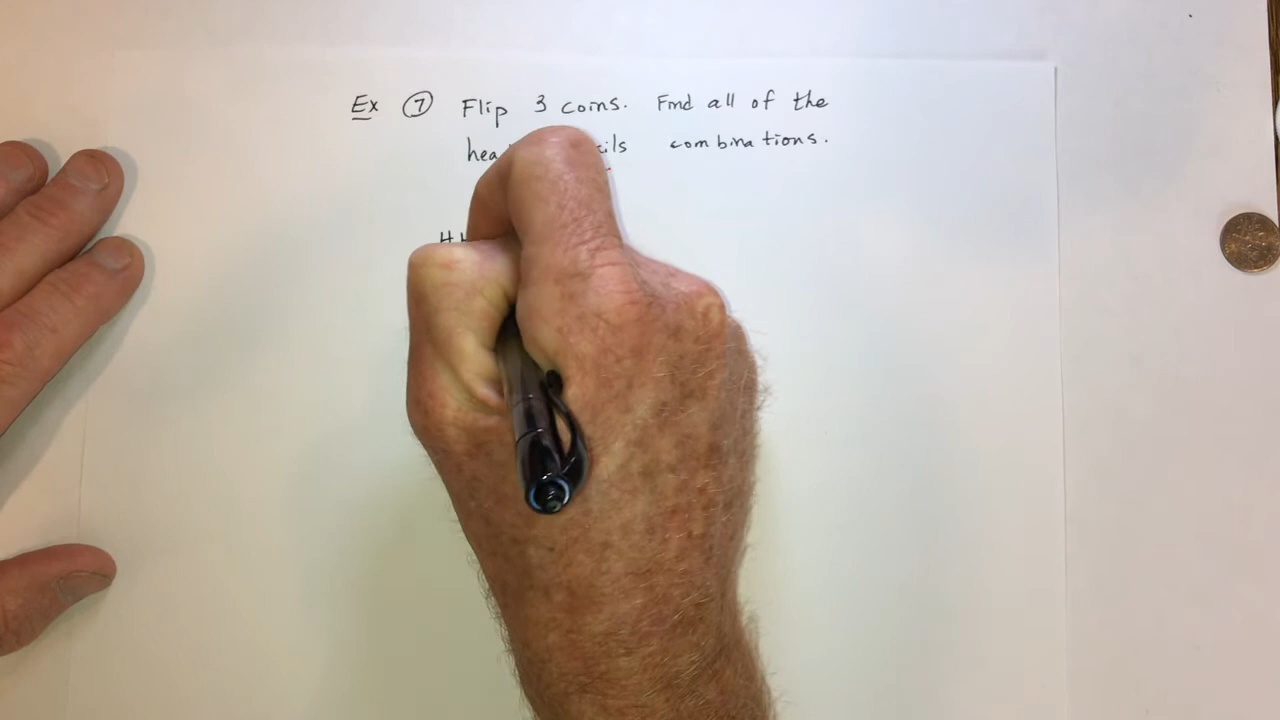 Ex ⑦ Flip 3 coins. Find all of the
combinations.